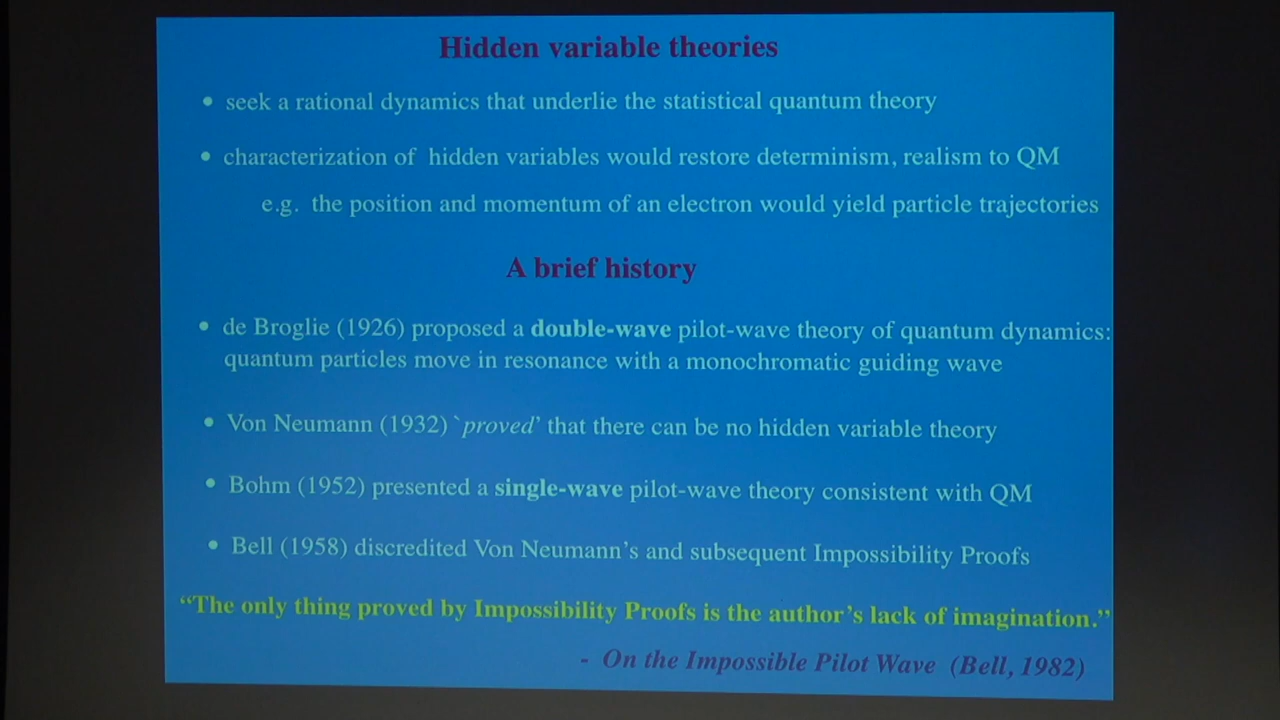 Hidden variable theories
• seek a rational dynamics that underlie the statistical quantum theory
• characterization of hidden variables would restore determinism, realism to QM
e.g. the position and momentum of an electron would yield particle trajectories
A brief history
• de Broglie (1926) proposed a double-wave pilot-wave theory of quantum dynamics:
quantum particles move in resonance with a monochromatic guiding wave
• Von Neumann (1932) `proved’ that there can be no hidden variable theory
• Bohm (1952) presented a single-wave pilot-wave theory consistent with QM
• Bell (1958) discredited Von Neumann’s and subsequent Impossibility Proofs
“The only thing proved by Impossibility Proofs is the author’s lack of imagination.”
- On the Impossible Pilot Wave (Bell, 1982)